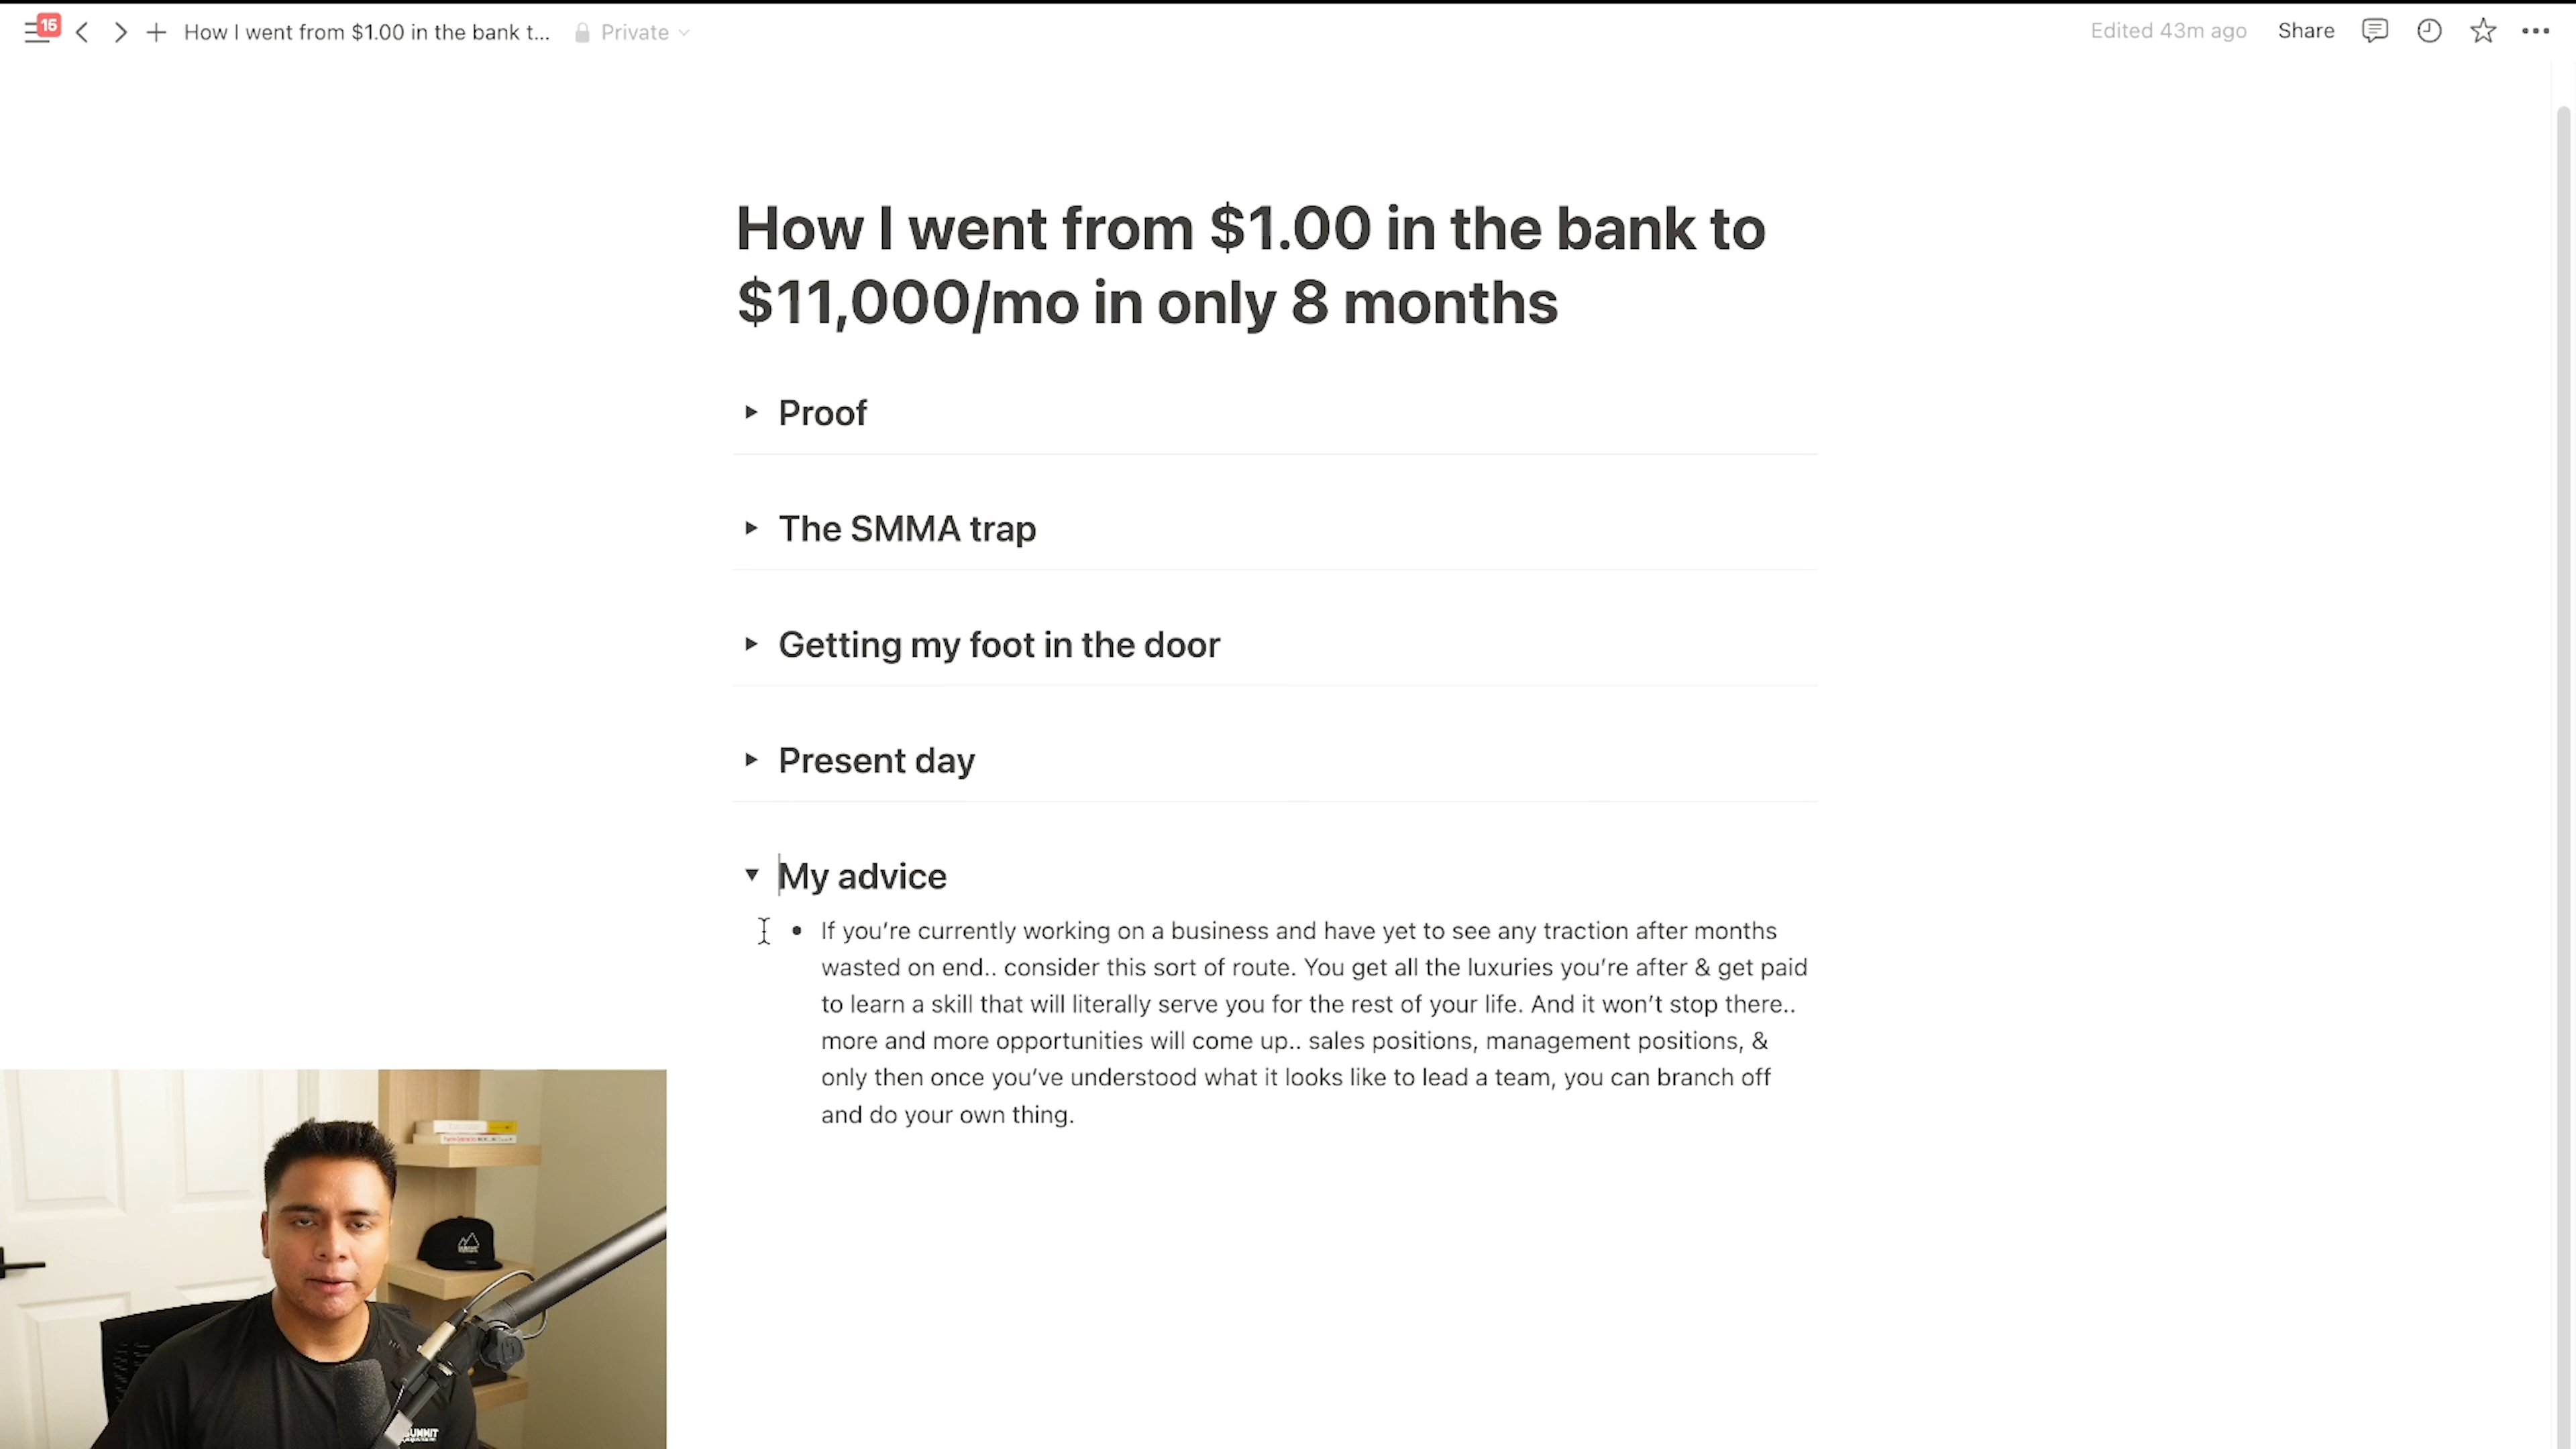 15
How I went from $1.00 in the bank t...
Private
Edited 43m ago
Share
How I went from $1.00 in the bank to
$11,000/mo in only 8 months
Proof
The SMMA trap
Getting my foot in the door
Present day
My advice
If you’re currently working on a business and have yet to see any traction after months
wasted on end.. consider this sort of route. You get all the luxuries you’re after & get paid
to learn a skill that will literally serve you for the rest of your life. And it won’t stop there..
more and more opportunities will come up.. sales positions, management positions, &
only then once you’ve understood what it looks like to lead a team, you can branch off
and do your own thing.
SUMMIT